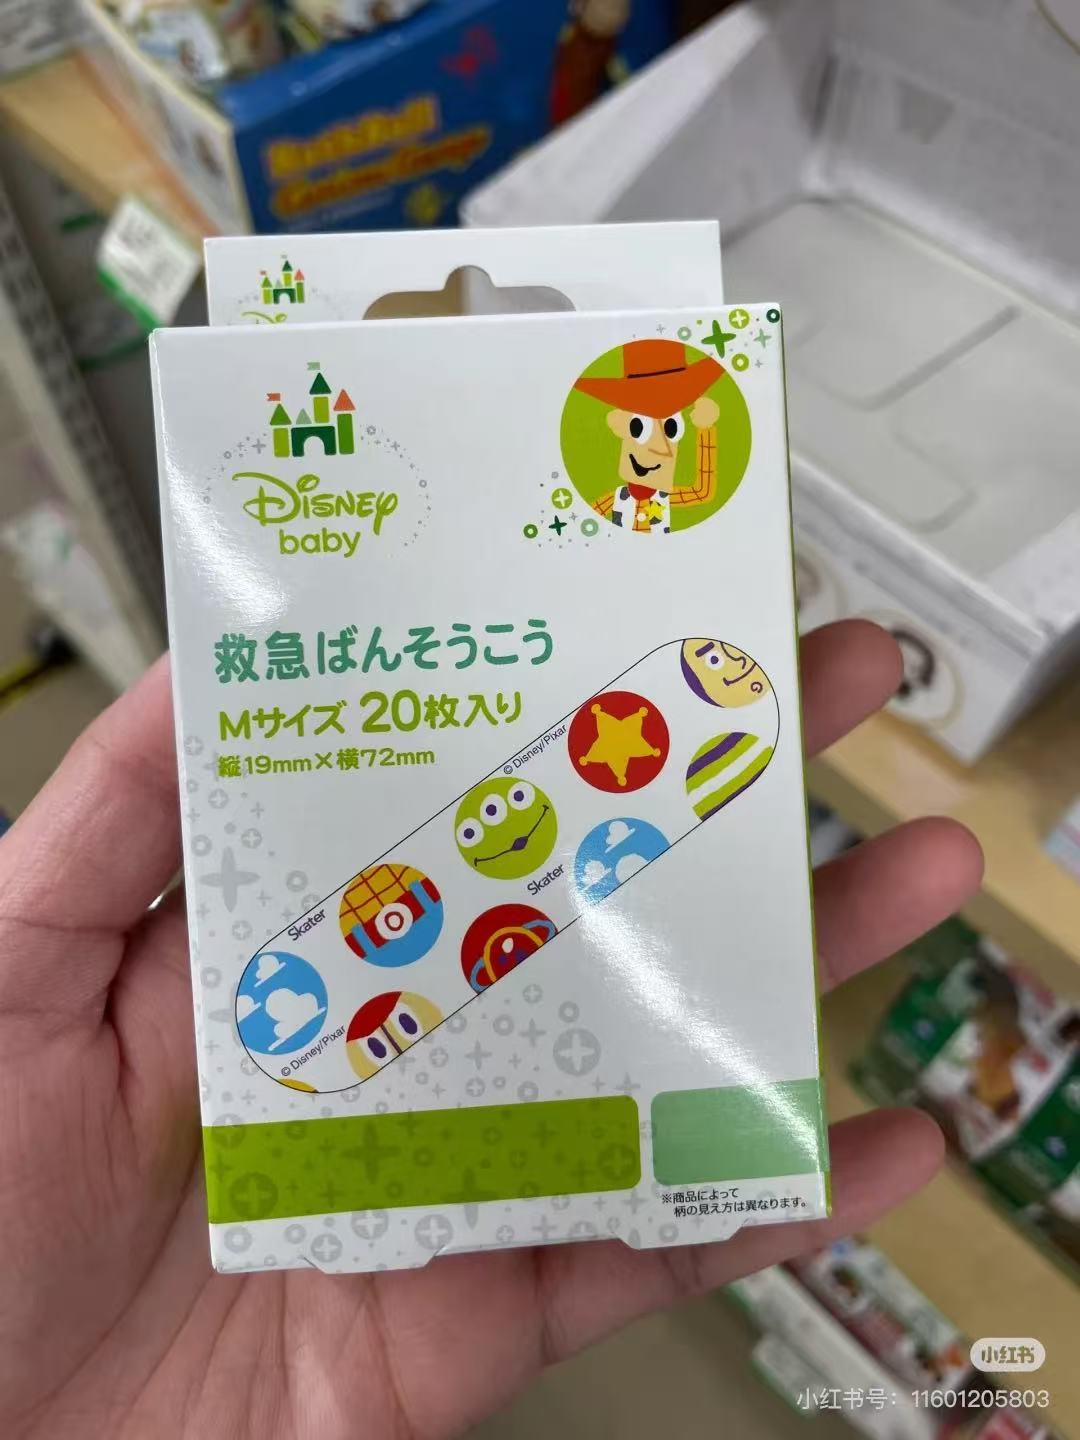 Disney
baby
救急ばんそうこう
Mサイズ 20枚入り
縦19mm×横72mm
© Disney/Pixar
Skater
Skater
© Disney/Pixar
※商品によって
柄の見え方は異なります。
小红书
小红书号：11601205803